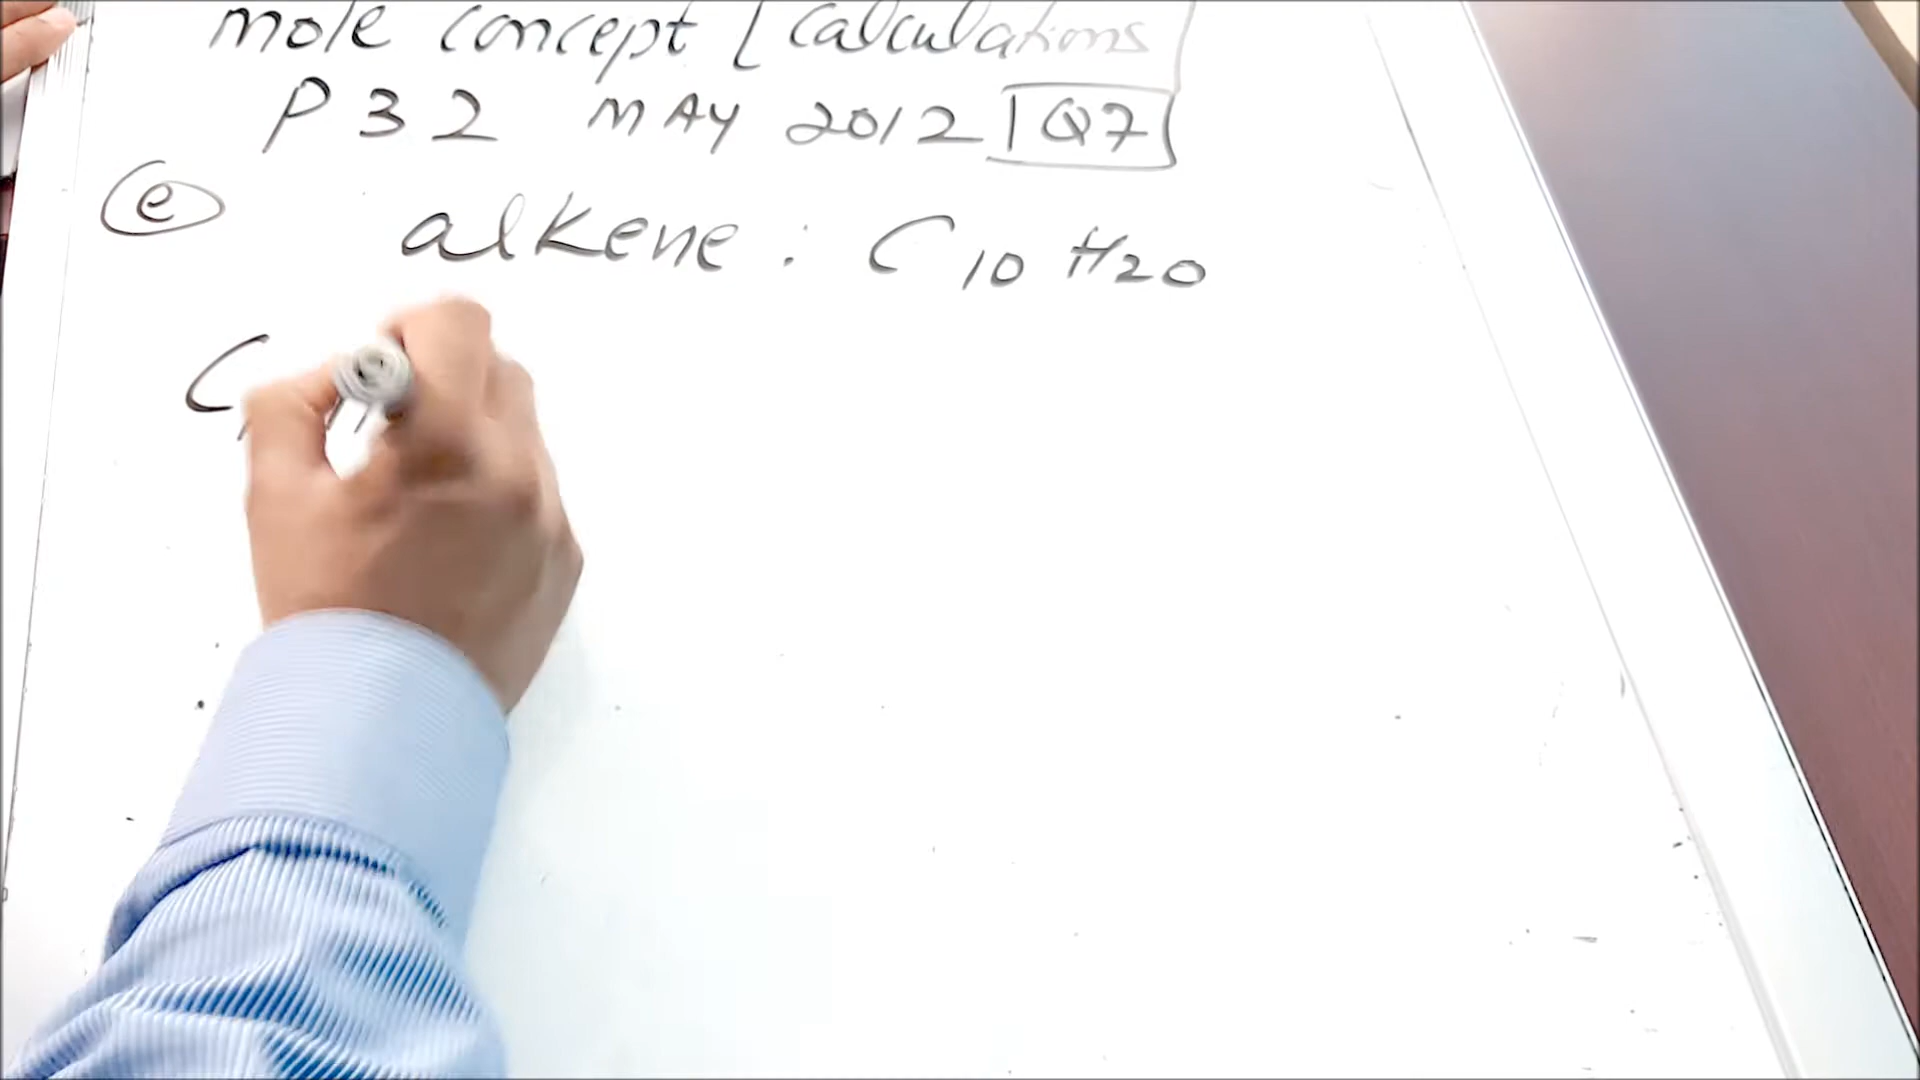 mole concept [calculations]
P32 MAY 2012 | Q7
(e) alkene : C10 H20
C